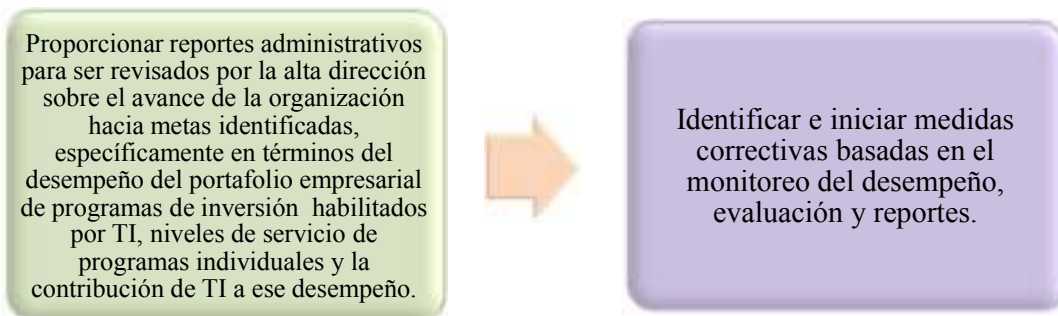 Proporcionar reportes administrativos
para ser revisados por la alta dirección
sobre el avance de la organización
hacia metas identificadas,
específicamente en términos del
desempeño del portafolio empresarial
de programas de inversión habilitados
por TI, niveles de servicio de
programas individuales y la
contribución de TI a ese desempeño.
Identificar e iniciar medidas
correctivas basadas en el
monitoreo del desempeño,
evaluación y reportes.